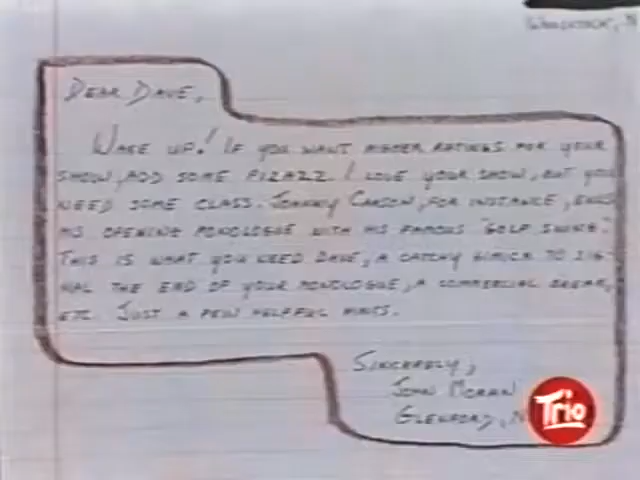 WOODSTOCK, N
DEAR DAVE,
WAKE UP! IF YOU WANT HIGHER RATINGS FOR YOUR
SHOW, ADD SOME PIZAZZ. I LOVE YOUR SHOW, BUT YOU
NEED SOME CLASS. JOHNNY CARSON, FOR INSTANCE, ENDS
HIS OPENING MONOLOGUE WITH HIS FAMOUS "GOLF SWING."
THIS IS WHAT YOU NEED DAVE, A CATCHY GIMICK TO SIG-
NAL THE END OF YOUR MONOLOGUE, A COMMERCIAL BREAK,
ETC. JUST A FEW HELPFUL HINTS.
SINCERELY,
JOHN MORAN
GLENFORD, N
Trio